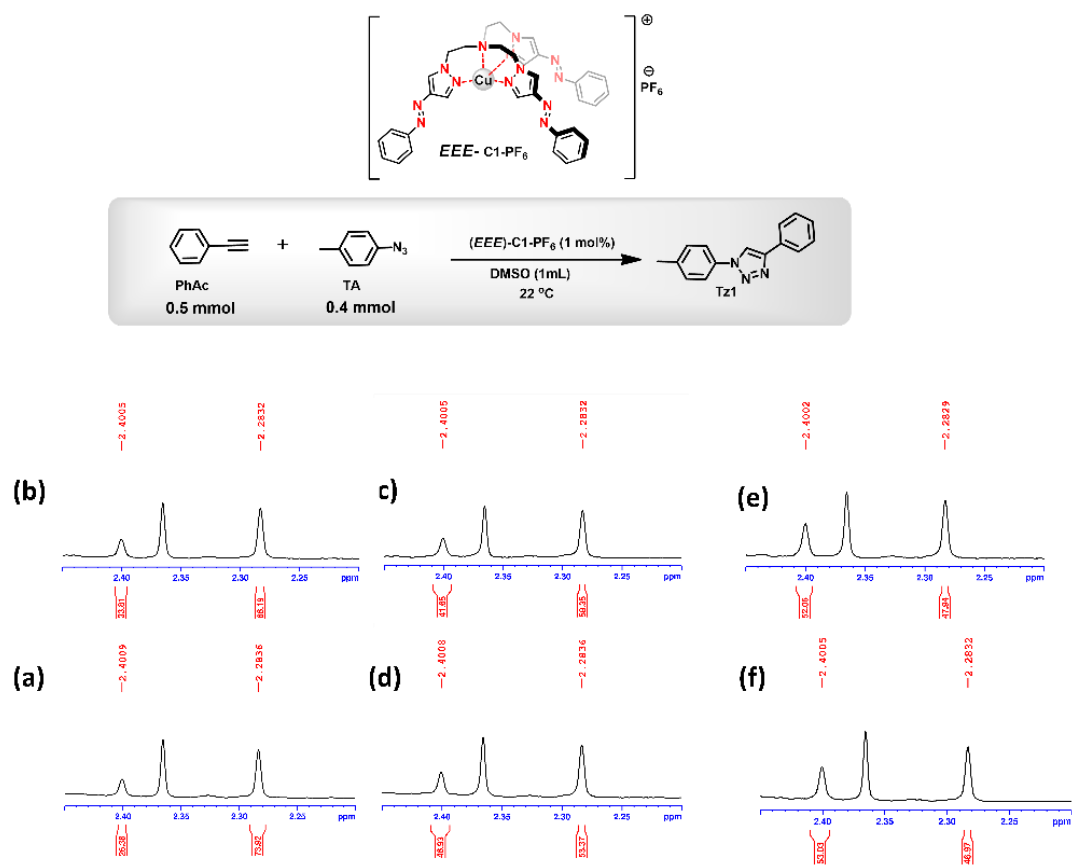 ⊕
N N
N N N
N N
Cu
⊖
PF6
N N
N N
EEE- C1-PF6
+ N3 (EEE)-C1-PF6 (1 mol%)
DMSO (1mL)
22 °C
N
N N
PhAc TA Tz1
0.5 mmol 0.4 mmol
2.4005 2.2832 2.4005 2.2832 2.4002 2.2829
(b) c) (e)
2.40 2.35 2.30 2.25 ppm 2.40 2.35 2.30 2.25 ppm 2.40 2.35 2.30 2.25 ppm
33.81 66.19 41.65 58.35 52.06 47.94
2.4009 2.2836 2.4008 2.2836 2.4005 2.2832
(a) (d) (f)
2.40 2.35 2.30 2.25 ppm 2.40 2.35 2.30 2.25 ppm 2.40 2.35 2.30 2.25 ppm
26.38 53.37 53.03 46.97